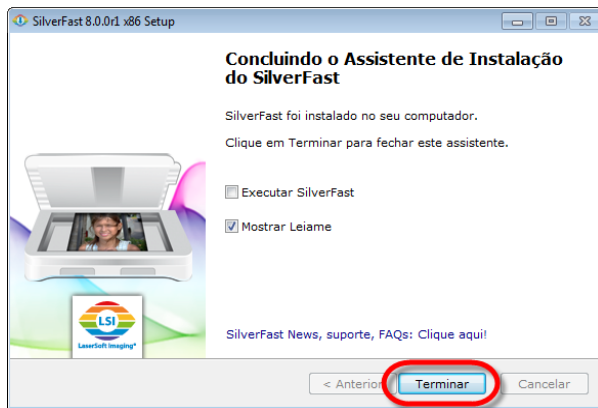 SilverFast 8.0.0r1 x86 Setup
Concluindo o Assistente de Instalação
do SilverFast
SilverFast foi instalado no seu computador.
Clique em Terminar para fechar este assistente.
Executar SilverFast
Mostrar Leiame
LSI
LaserSoft Imaging®
SilverFast News, suporte, FAQs: Clique aqui!
< Anterior
Terminar
Cancelar